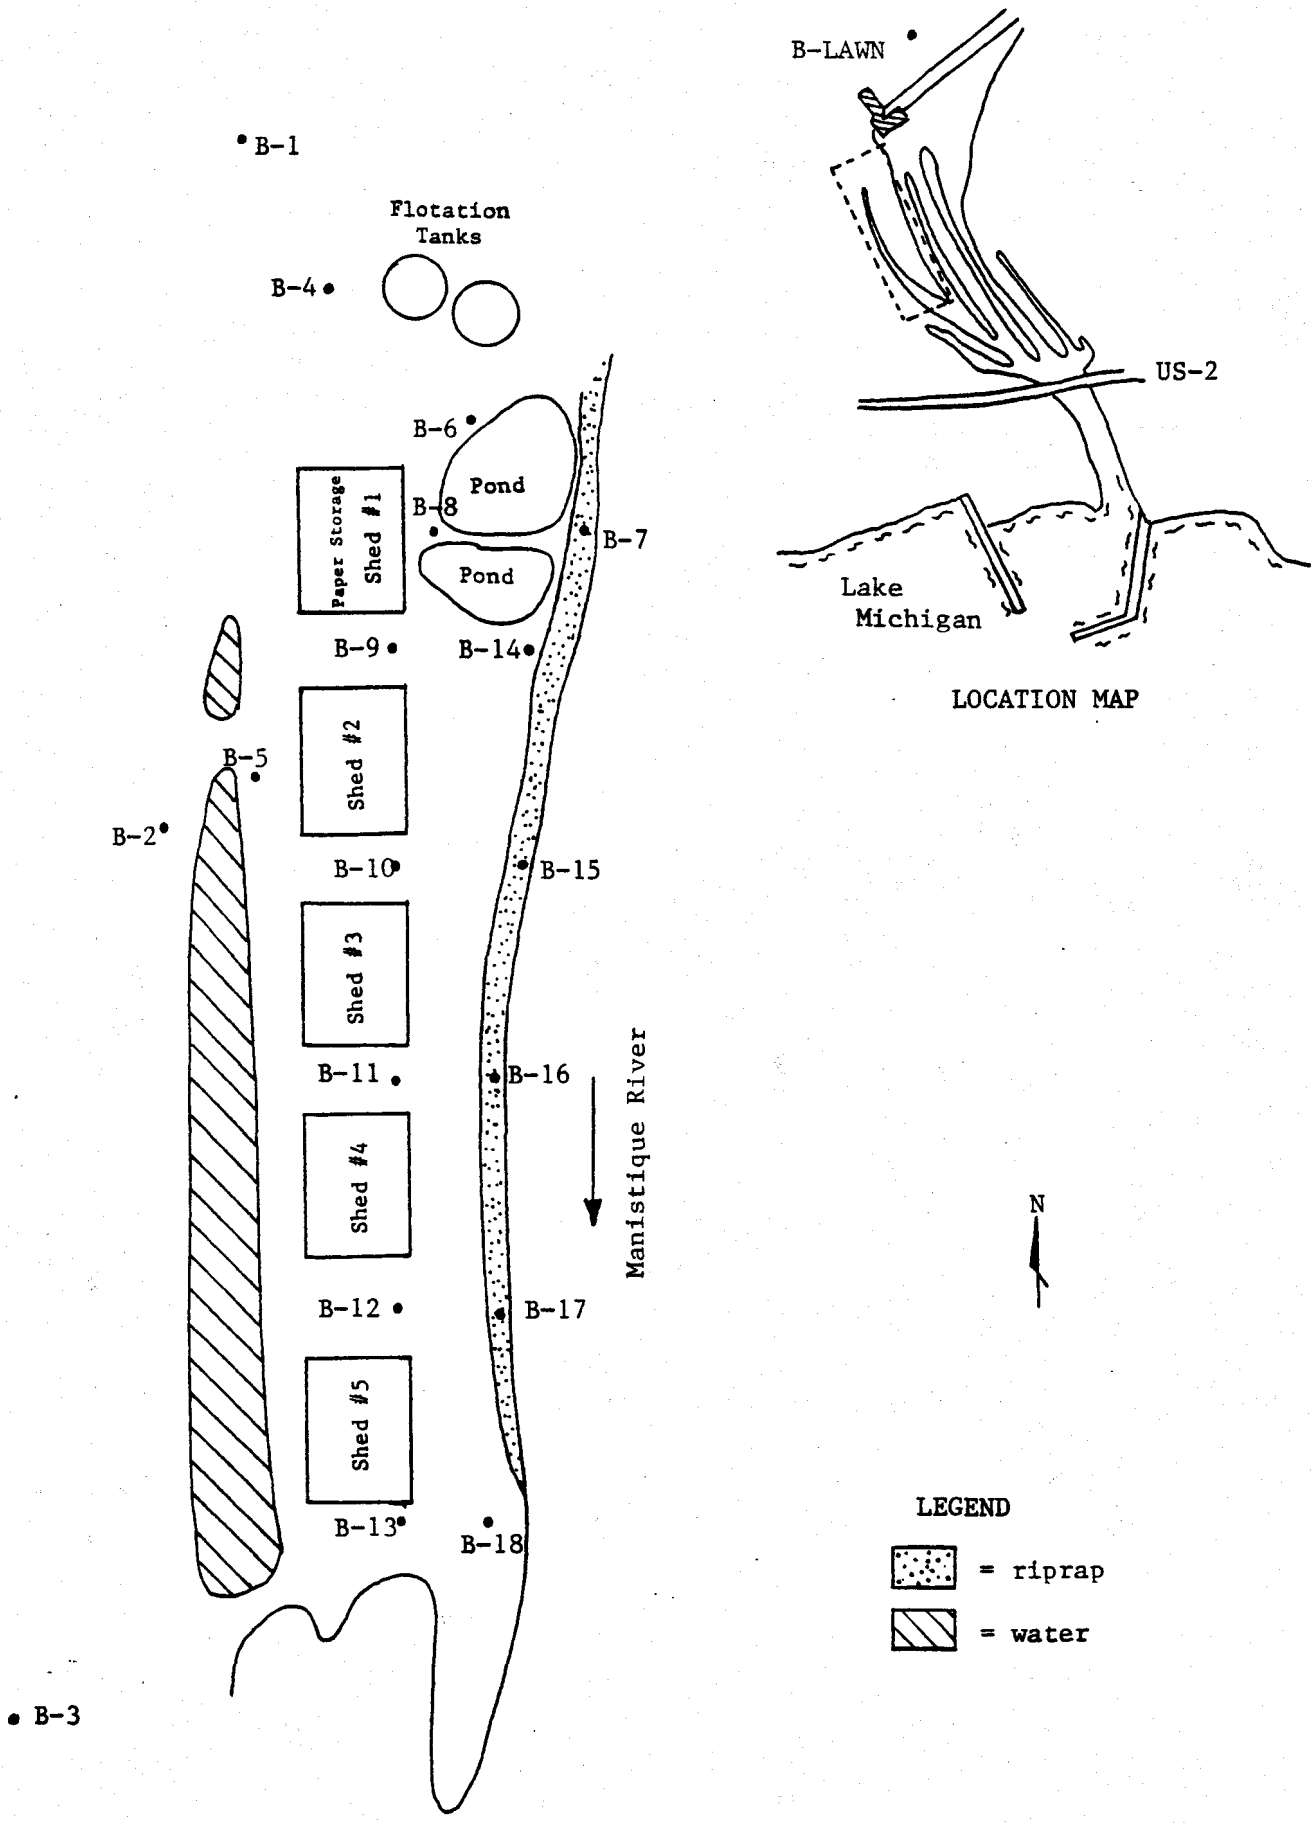 B-LAWN
B-1
Flotation
Tanks
B-4
US-2
B-6
Pond
Paper Storage
Shed #1
B-8
B-7
Pond
Lake
Michigan
B-9
B-14
LOCATION MAP
Shed #2
B-5
B-2
B-10
B-15
Shed #3
B-11
B-16
Manistique River
Shed #4
N
B-12
B-17
Shed #5
LEGEND
B-13
B-18
= riprap
= water
B-3